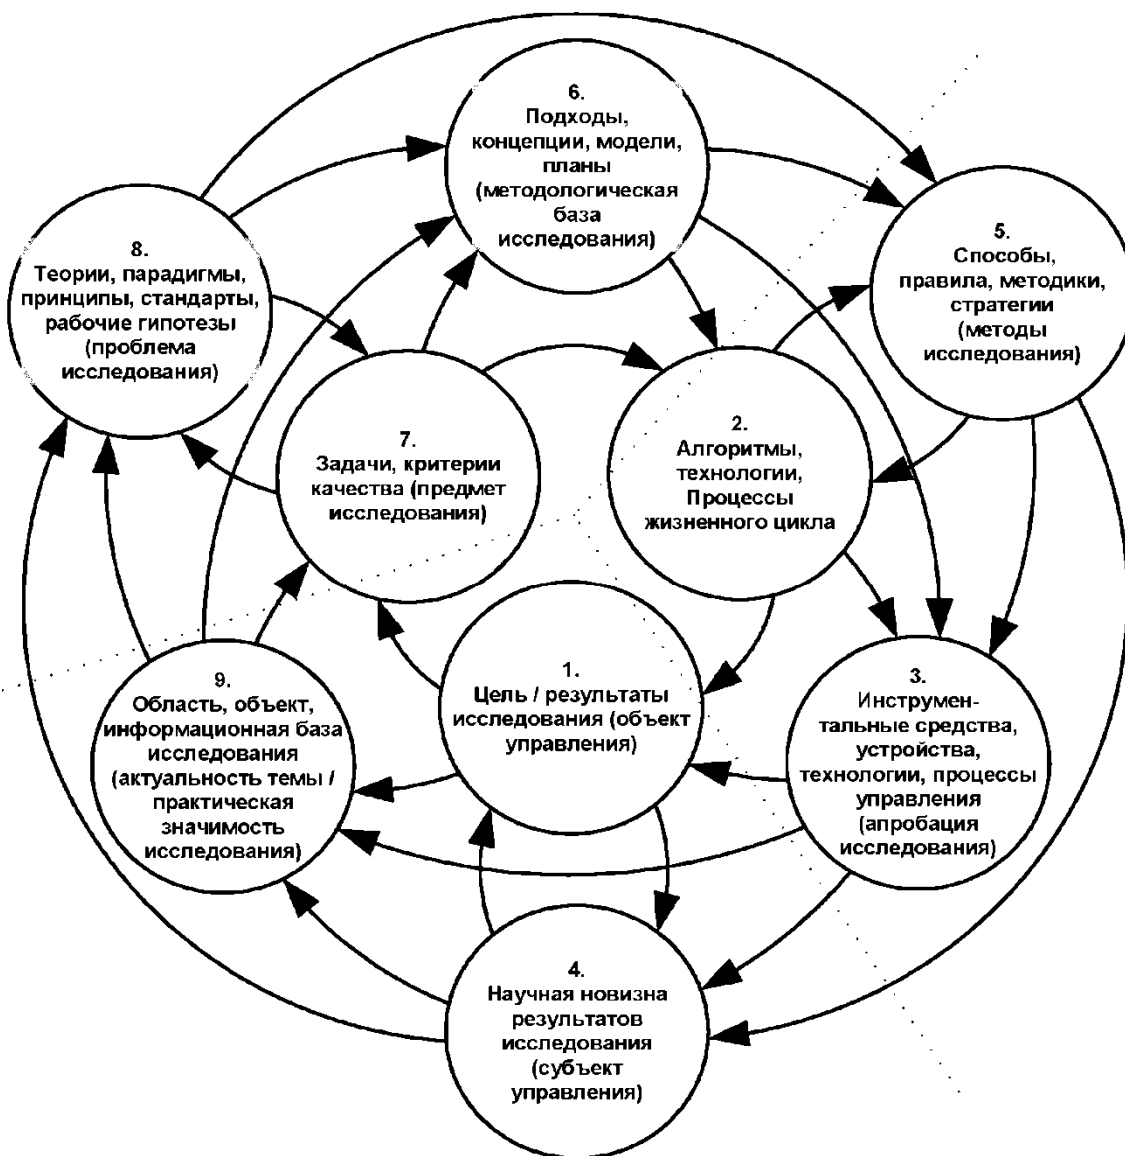 6.
Подходы,
концепции, модели,
планы
(методологическая
база
исследования)
8.
Теории, парадигмы,
принципы, стандарты,
рабочие гипотезы
(проблема
исследования)
5.
Способы,
правила, методики,
стратегии
(методы
исследования)
7.
Задачи, критерии
качества (предмет
исследования)
2.
Алгоритмы,
технологии,
Процессы
жизненного цикла
9.
Область, объект,
информационная база
исследования
(актуальность темы /
практическая
значимость
исследования)
1.
Цель / результаты
исследования (объект
управления)
3.
Инструмен-
тальные средства,
устройства,
технологии, процессы
управления
(апробация
исследования)
4.
Научная новизна
результатов
исследования
(субъект
управления)